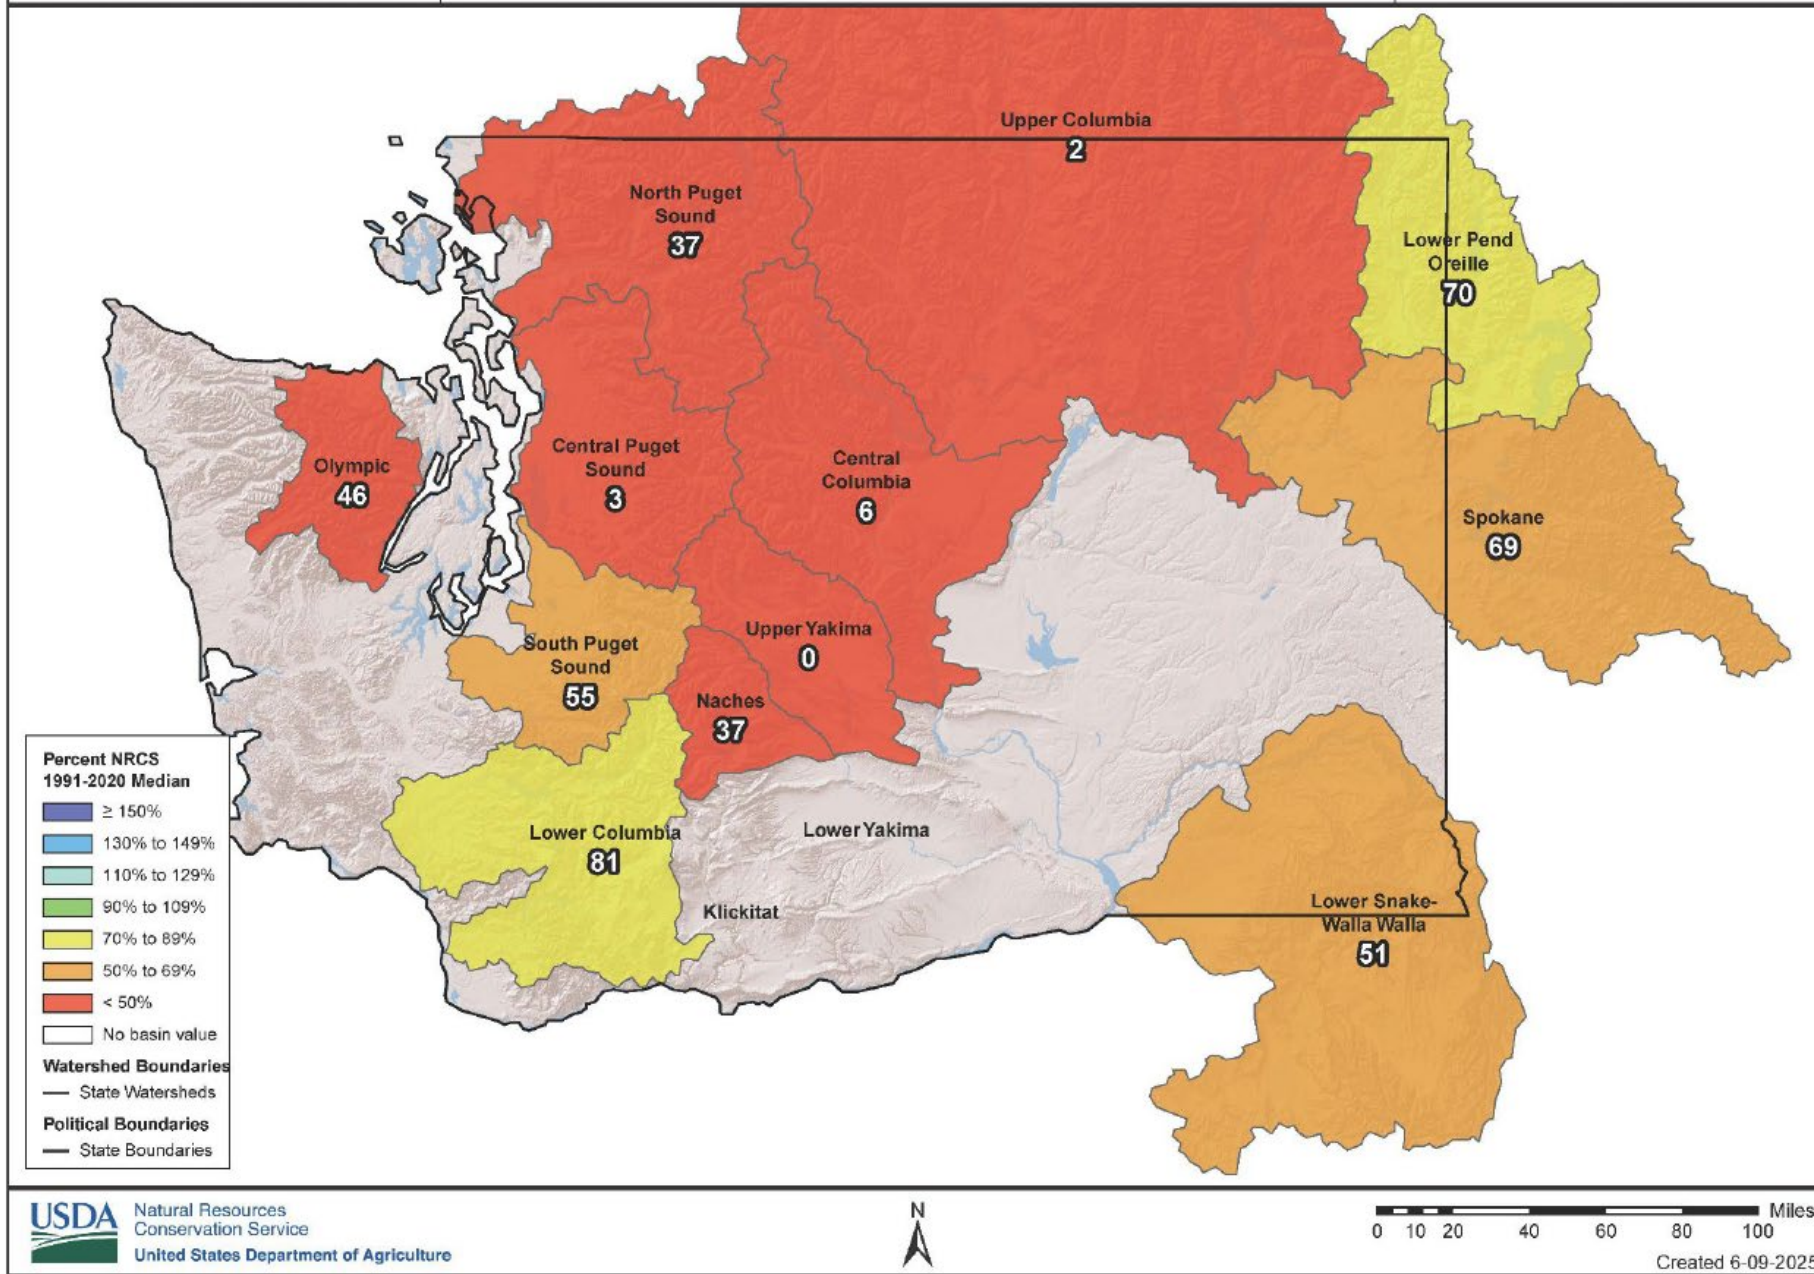 Upper Columbia
2
North Puget
Sound
37
Lower Pend
Oreille
70
Olympic
46
Central Puget
Sound
3
Central
Columbia
6
Spokane
69
South Puget
Sound
55
Upper Yakima
0
Naches
37
Lower Columbia
81
Lower Yakima
Klickitat
Lower Snake-
Walla Walla
51
Percent NRCS
1991-2020 Median
≥ 150%
130% to 149%
110% to 129%
90% to 109%
70% to 89%
50% to 69%
< 50%
No basin value
Watershed Boundaries
State Watersheds
Political Boundaries
State Boundaries
USDA
Natural Resources
Conservation Service
United States Department of Agriculture
N
Miles
0 10 20 40 60 80 100
Created 6-09-2025